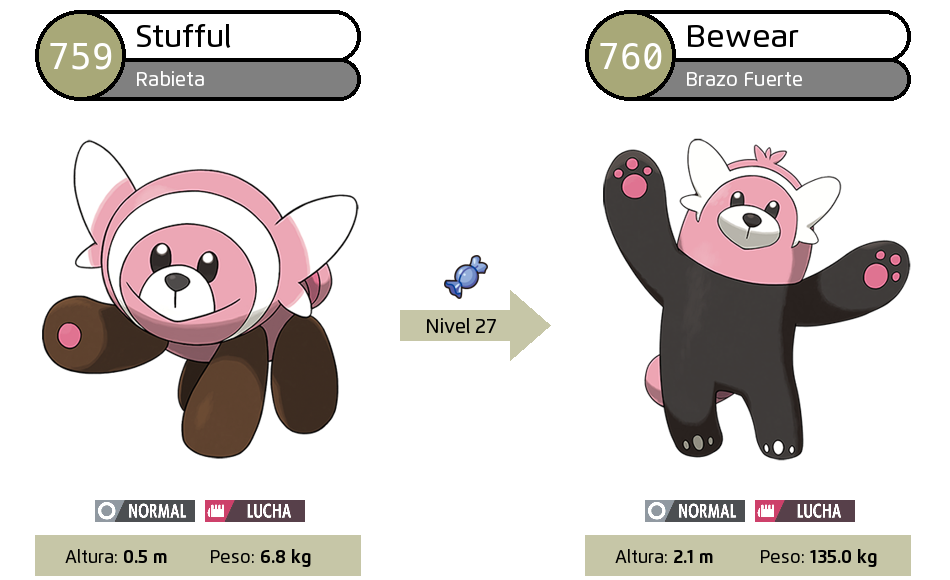 759 Stufful
Rabieta
760 Bewear
Brazo Fuerte
Nivel 27
NORMAL LUCHA
Altura: 0.5 m Peso: 6.8 kg
NORMAL LUCHA
Altura: 2.1 m Peso: 135.0 kg